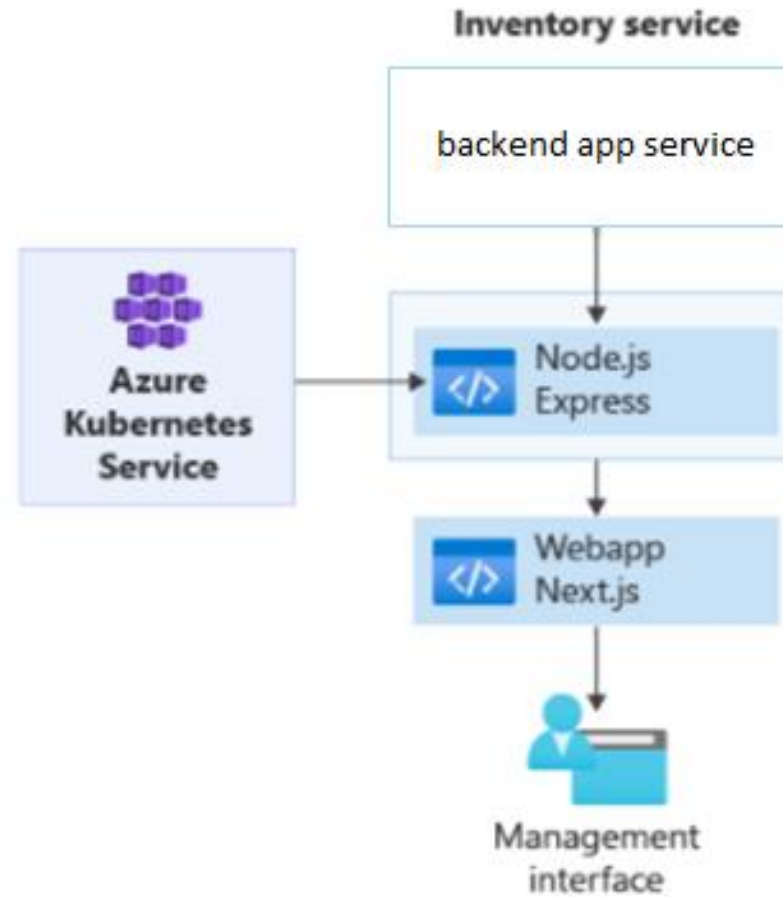 Inventory service
backend app service
Node.js
Express
Azure
Kubernetes
Service
Webapp
Next.js
Management
interface